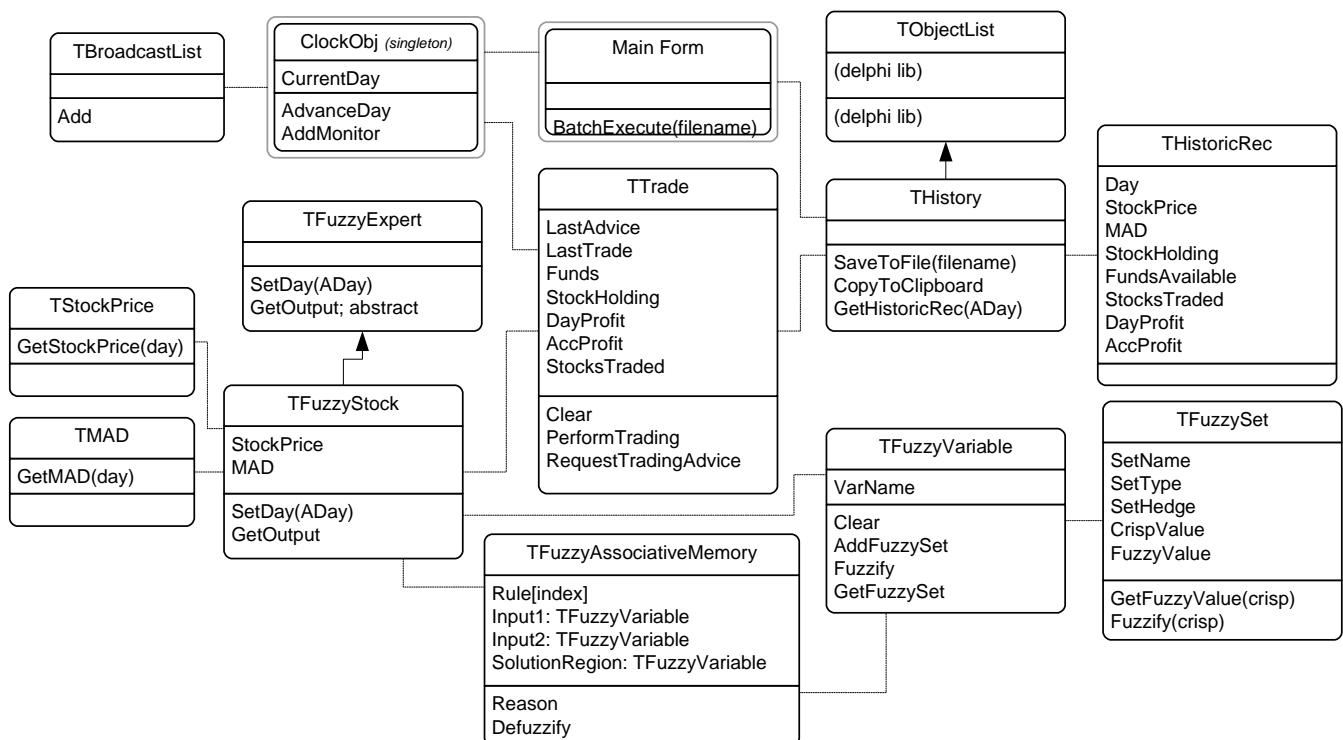 TBroadcastList
Add
ClockObj (singleton)
CurrentDay
AdvanceDay
AddMonitor
Main Form
BatchExecute(filename)
TObjectList
(delphi lib)
(delphi lib)
THistoricRec
Day
StockPrice
MAD
StockHolding
FundsAvailable
StocksTraded
DayProfit
AccProfit
TFuzzyExpert
SetDay(ADay)
GetOutput; abstract
TTrade
LastAdvice
LastTrade
Funds
StockHolding
DayProfit
AccProfit
StocksTraded
Clear
PerformTrading
RequestTradingAdvice
THistory
SaveToFile(filename)
CopyToClipboard
GetHistoricRec(ADay)
TStockPrice
GetStockPrice(day)
TMAD
GetMAD(day)
TFuzzyStock
StockPrice
MAD
SetDay(ADay)
GetOutput
TFuzzyAssociativeMemory
Rule[index]
Input1: TFuzzyVariable
Input2: TFuzzyVariable
SolutionRegion: TFuzzyVariable
Reason
Defuzzify
TFuzzyVariable
VarName
Clear
AddFuzzySet
Fuzzify
GetFuzzySet
TFuzzySet
SetName
SetType
SetHedge
CrispValue
FuzzyValue
GetFuzzyValue(crisp)
Fuzzify(crisp)